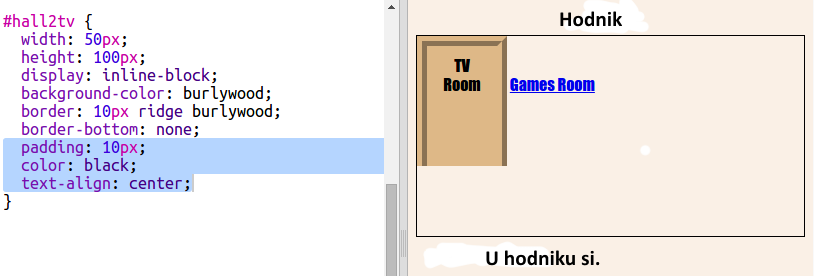 #hall2tv {
width: 50px;
height: 100px;
display: inline-block;
background-color: burlywood;
border: 10px ridge burlywood;
border-bottom: none;
padding: 10px;
color: black;
text-align: center;
}
Hodnik
TV
Room
Games Room
U hodniku si.